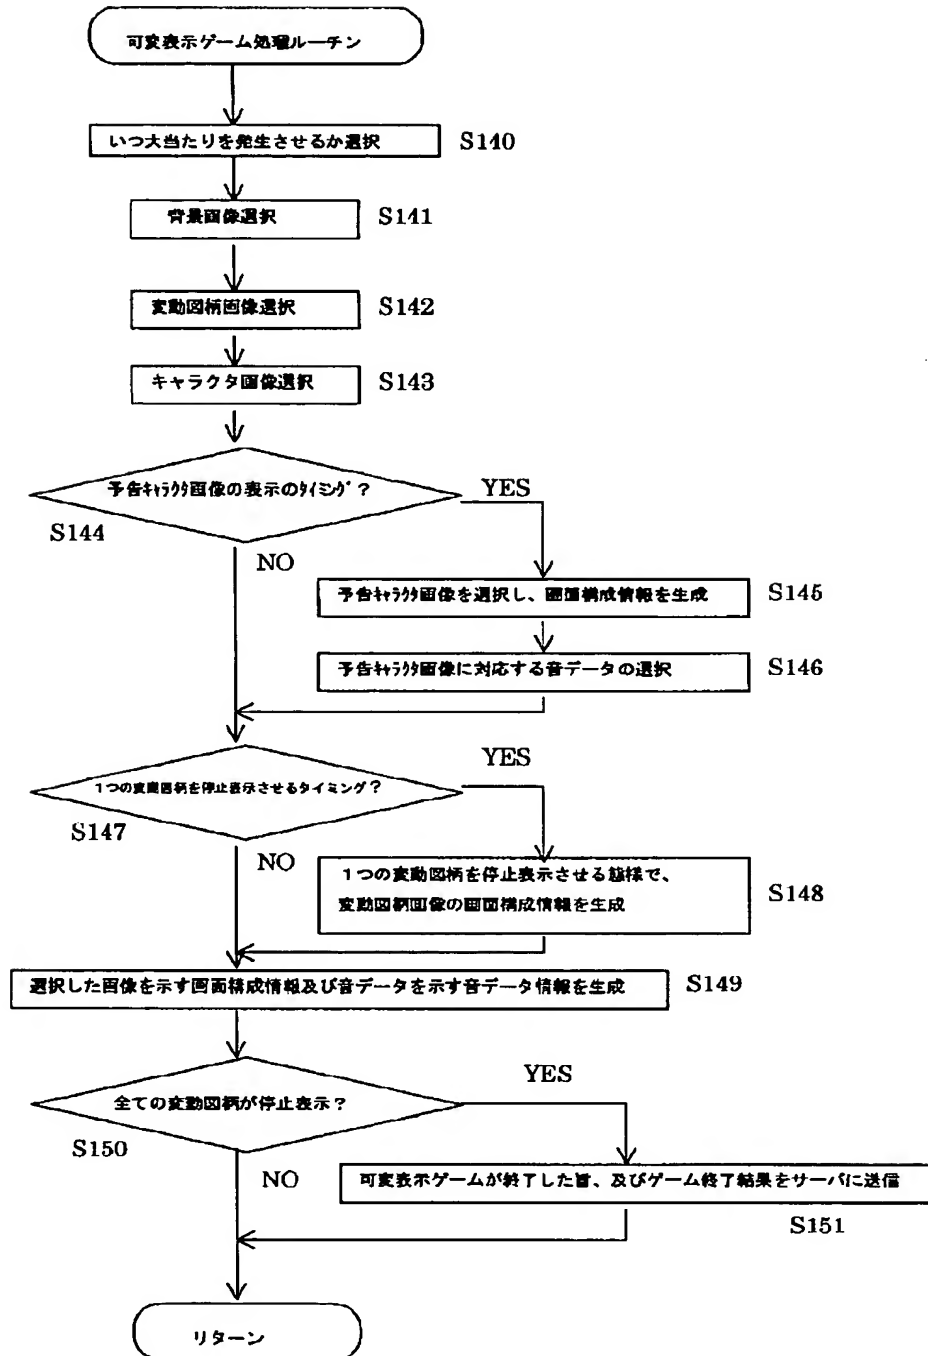 可変表示ゲーム処理ルーチン
いつ大当たりを発生させるか選択
S140
背景画像選択
S141
変動図柄画像選択
S142
キャラクタ画像選択
S143
予告ｷｬﾗｸﾀ画像の表示のﾀｲﾐﾝｸﾞ？
YES
S144
NO
予告ｷｬﾗｸﾀ画像を選択し、画面構成情報を生成
S145
予告ｷｬﾗｸﾀ画像に対応する音データの選択
S146
１つの変動図柄を停止表示させるタイミング？
YES
S147
NO
１つの変動図柄を停止表示させる態様で、
変動図柄画像の画面構成情報を生成
S148
選択した画像を示す画面構成情報及び音データを示す音データ情報を生成
S149
全ての変動図柄が停止表示？
YES
S150
NO
可変表示ゲームが終了した旨、及びゲーム終了結果をサーバに送信
S151
リターン